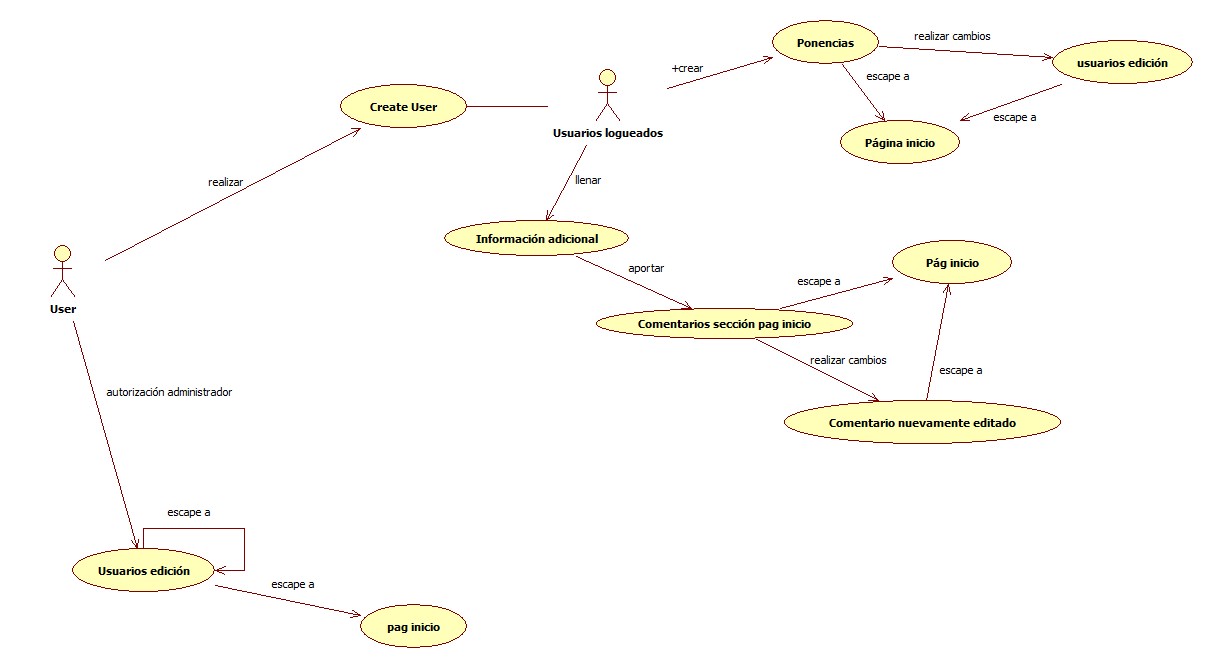 Ponencias
realizar cambios
usuarios edición
+crear
escape a
escape a
Create User
Usuarios logueados
Página inicio
realizar
llenar
Información adicional
aportar
Pág inicio
escape a
User
Comentarios sección pag inicio
realizar cambios
escape a
autorización administrador
Comentario nuevamente editado
escape a
Usuarios edición
escape a
pag inicio